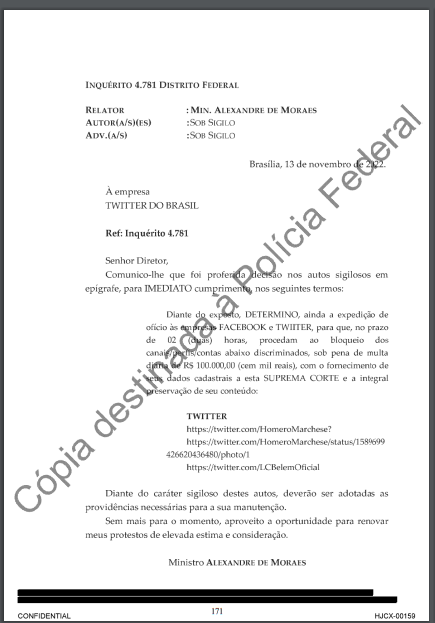 INQUÉRITO 4.781 DISTRITO FEDERAL
RELATOR : MIN. ALEXANDRE DE MORAES
AUTOR(A/S)(ES) :SOB SIGILO
ADV.(A/S) :SOB SIGILO
Brasília, 13 de novembro de 2022.
À empresa
TWITTER DO BRASIL
Ref: Inquérito 4.781
Senhor Diretor,
Comunico-lhe que foi proferida decisão nos autos sigilosos em
epígrafe, para IMEDIATO cumprimento, nos seguintes termos:
Diante do exposto, DETERMINO, ainda a expedição de
ofício às empresas FACEBOOK e TWITTER, para que, no prazo
de 02 (duas) horas, procedam ao bloqueio dos
canais/perfis/contas abaixo discriminados, sob pena de multa
diária de R$ 100.000,00 (cem mil reais), com o fornecimento de
seus dados cadastrais a esta SUPREMA CORTE e a integral
preservação de seu conteúdo:
TWITTER
https://twitter.com/HomeroMarchese?
https://twitter.com/HomeroMarchese/status/1589699
426620436480/photo/1
https://twitter.com/LCBelemOficial
Diante do caráter sigiloso destes autos, deverão ser adotadas as
providências necessárias para a sua manutenção.
Sem mais para o momento, aproveito a oportunidade para renovar
meus protestos de elevada estima e consideração.
Ministro ALEXANDRE DE MORAES
Cópia destinada à Polícia Federal
171
CONFIDENTIAL
HJCX-00159